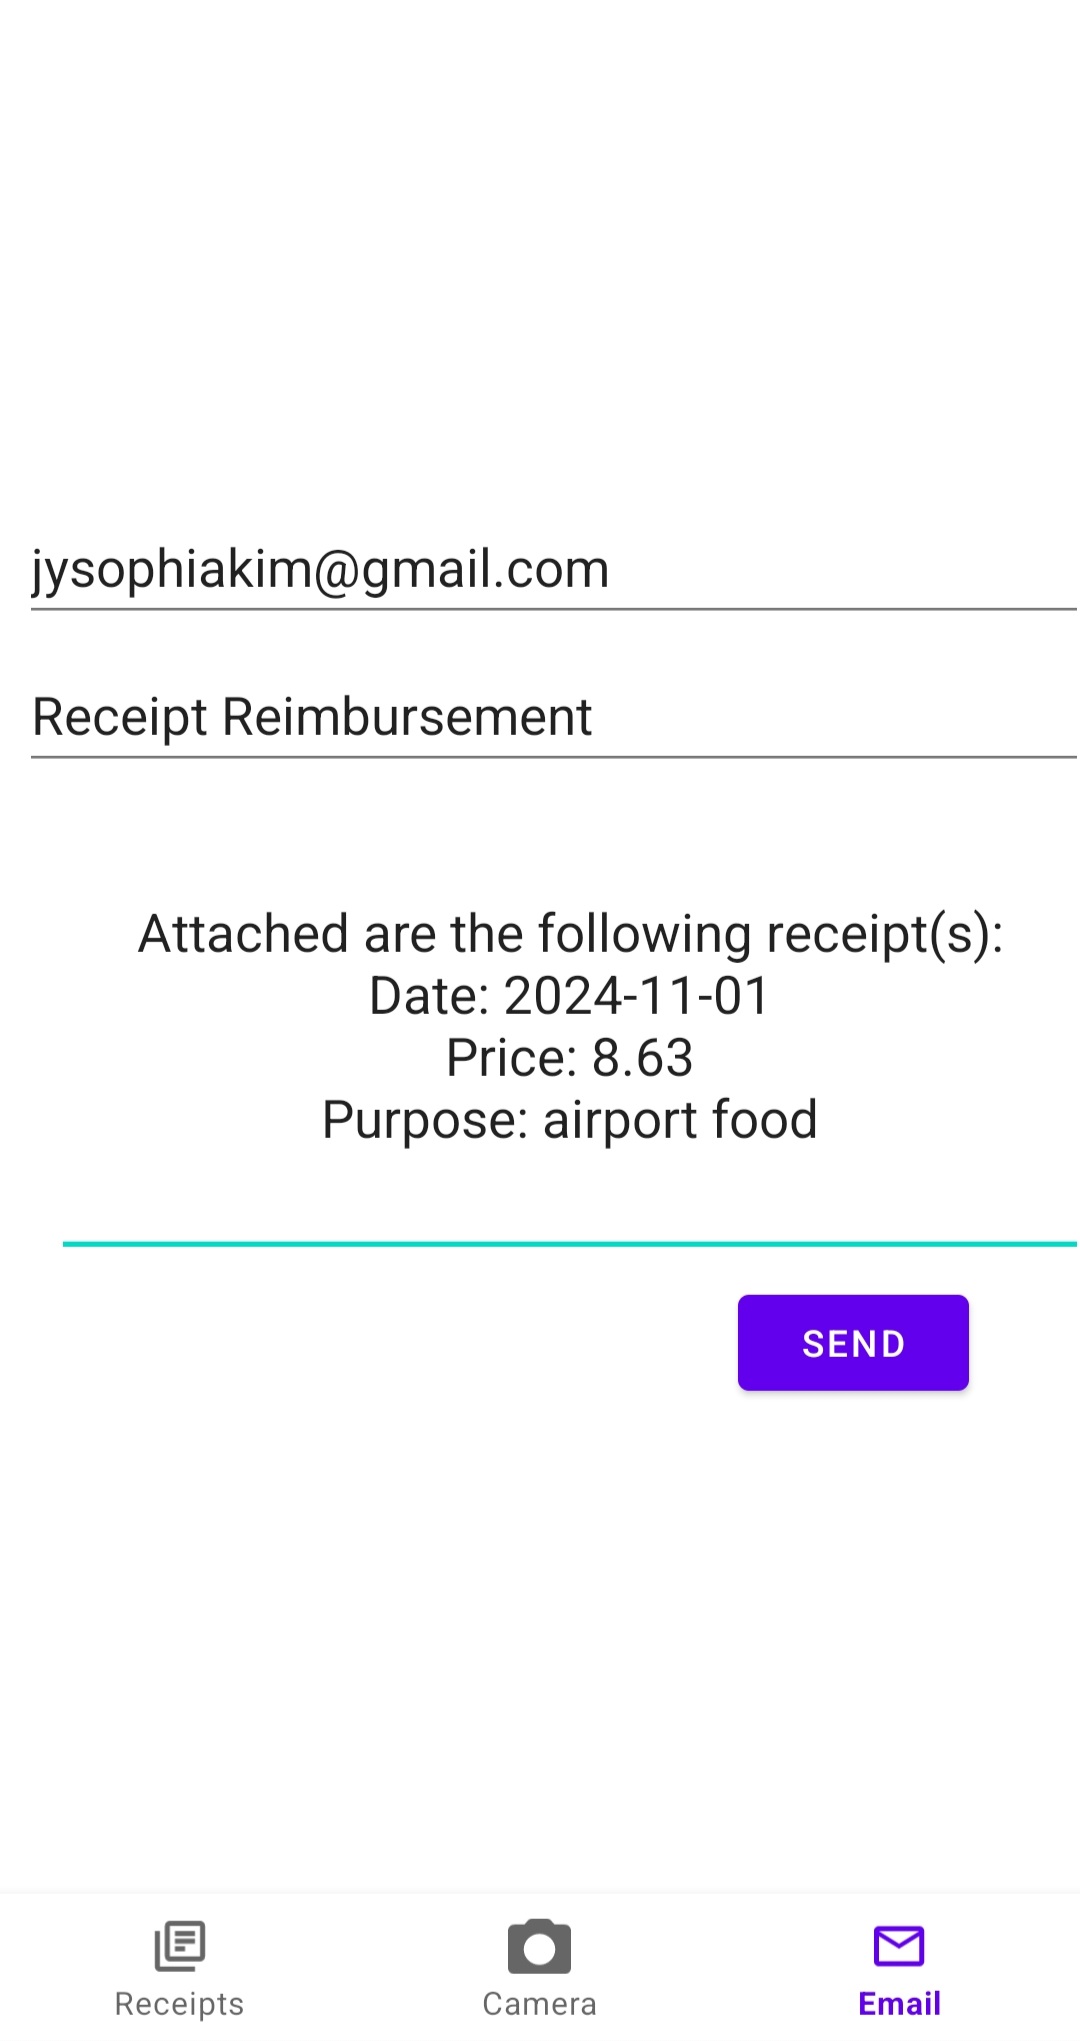 jysophiakim@gmail.com
Receipt Reimbursement
Attached are the following receipt(s):
Date: 2024-11-01
Price: 8.63
Purpose: airport food
SEND
Receipts
Camera
Email